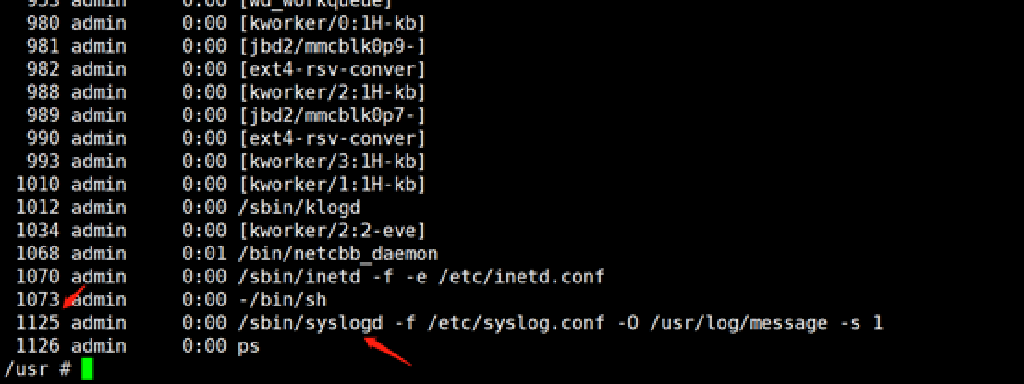 953 admin 0:00 [wd_workqueue]
980 admin 0:00 [kworker/0:1H-kb]
981 admin 0:00 [jbd2/mmcblk0p9-]
982 admin 0:00 [ext4-rsv-conver]
988 admin 0:00 [kworker/2:1H-kb]
989 admin 0:00 [jbd2/mmcblk0p7-]
990 admin 0:00 [ext4-rsv-conver]
993 admin 0:00 [kworker/3:1H-kb]
1010 admin 0:00 [kworker/1:1H-kb]
1012 admin 0:00 /sbin/klogd
1034 admin 0:00 [kworker/2:2-eve]
1068 admin 0:01 /bin/netcbb_daemon
1070 admin 0:00 /sbin/inetd -f -e /etc/inetd.conf
1073 admin 0:00 -/bin/sh
1125 admin 0:00 /sbin/syslogd -f /etc/syslog.conf -O /usr/log/message -s 1
1126 admin 0:00 ps
/usr #